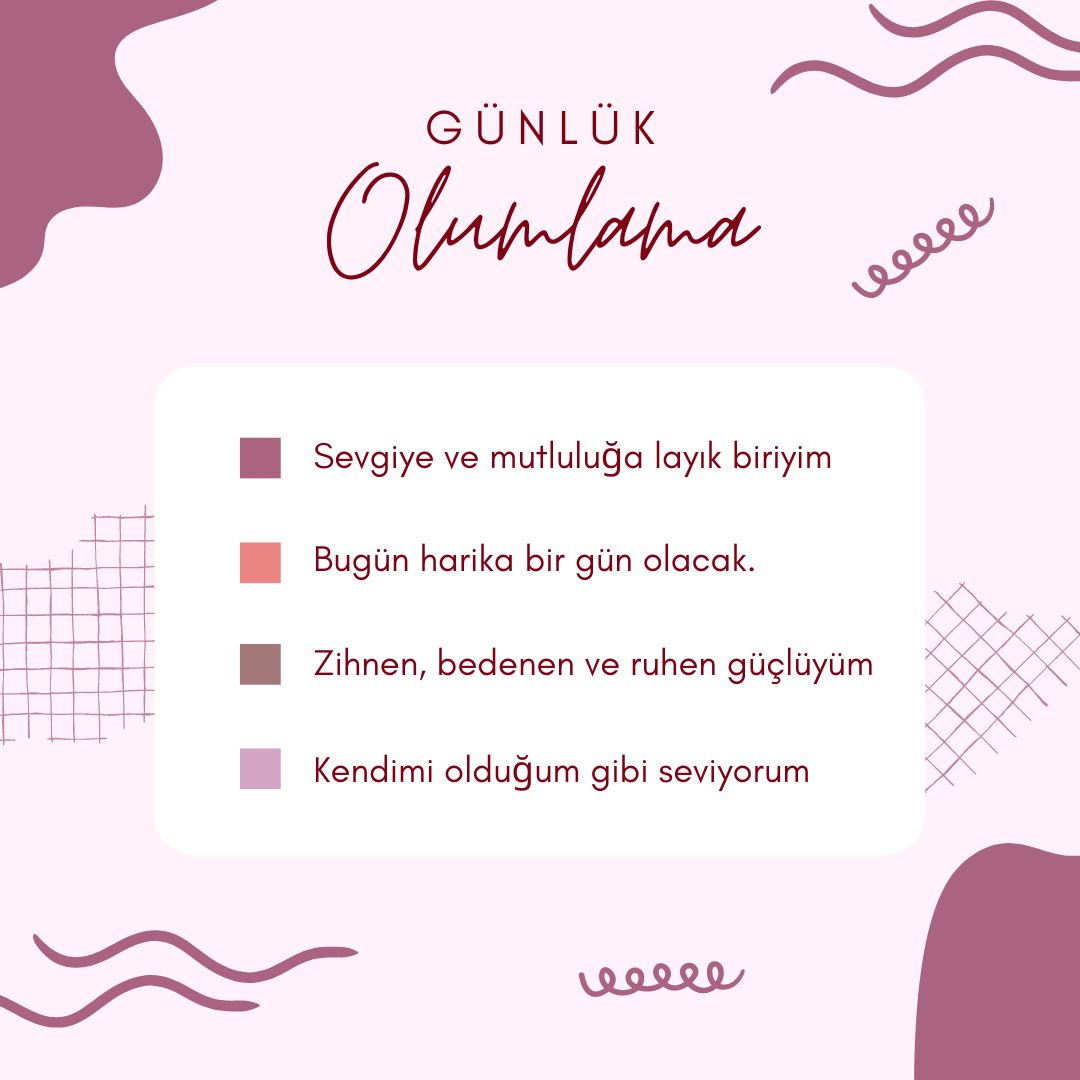 GÜNLÜK
Olumlama
Sevgiye ve mutluluğa layık biriyim
Bugün harika bir gün olacak.
Zihnen, bedenen ve ruhen güçlüyüm
Kendimi olduğum gibi seviyorum